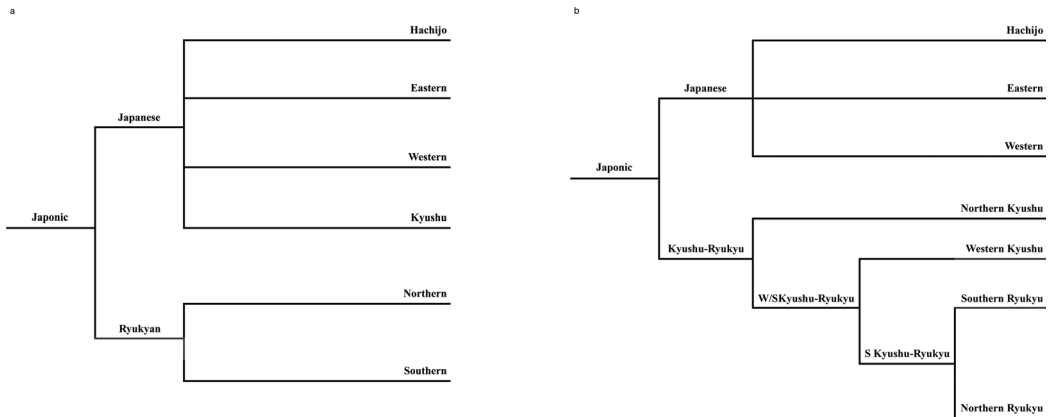 a
Hachijo
Eastern
Japanese
Western
Kyushu
Japonic
Northern
Ryukyan
Southern
b
Hachijo
Eastern
Japanese
Western
Japonic
Northern Kyushu
Kyushu-Ryukyu
Western Kyushu
W/SKyushu-Ryukyu
Southern Ryukyu
S Kyushu-Ryukyu
Northern Ryukyu